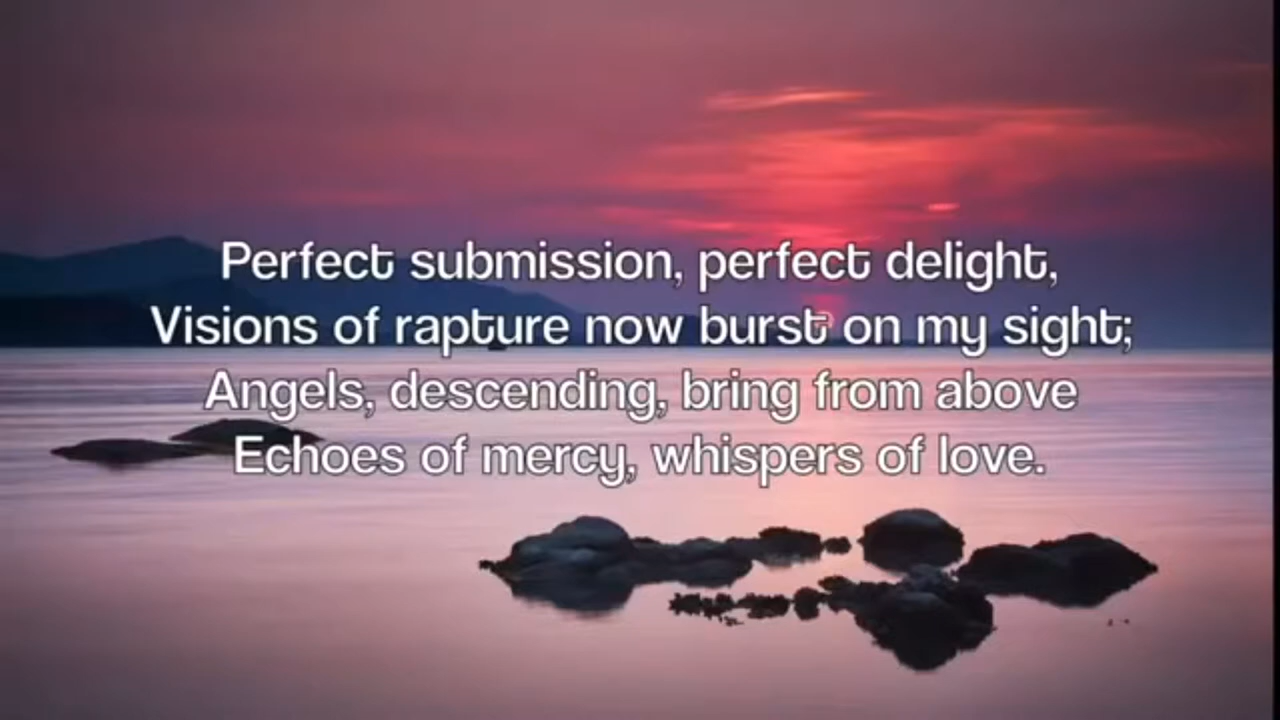 Perfect submission, perfect delight,
Visions of rapture now burst on my sight;
Angels, descending, bring from above
Echoes of mercy, whispers of love.